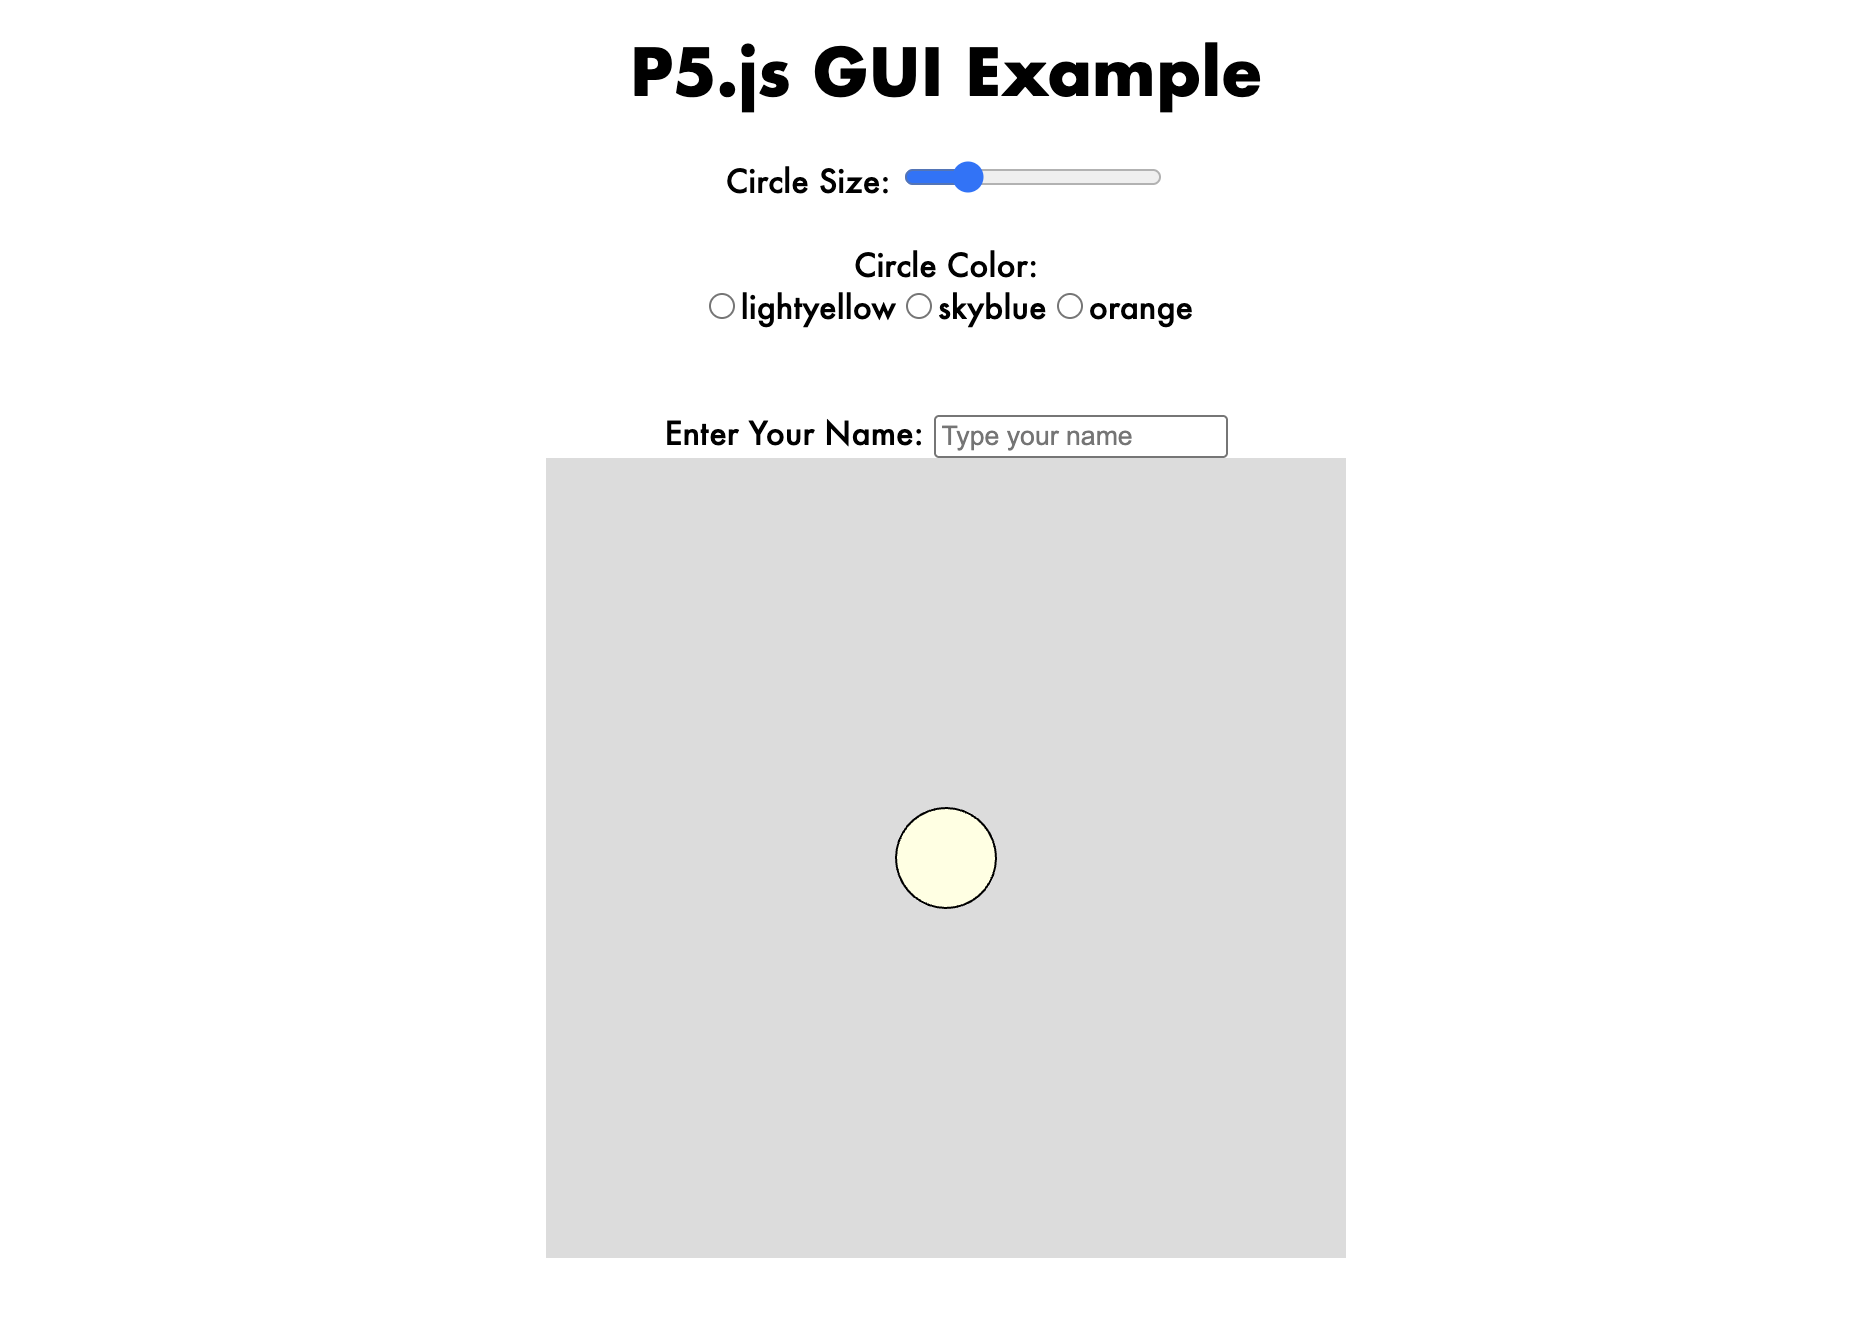 P5.js GUI Example
Circle Size:
Circle Color:
lightyellow skyblue orange
Enter Your Name: Type your name